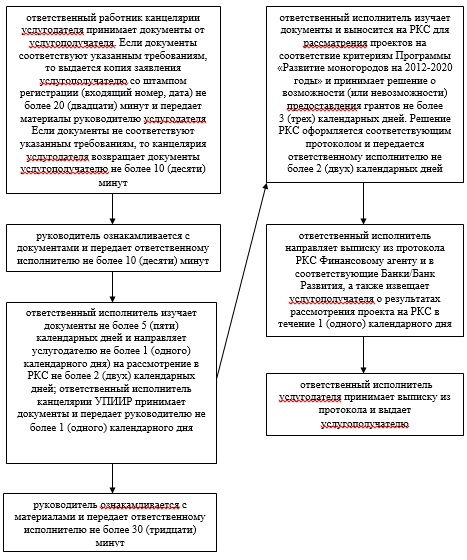 ответственный работник канцелярии
услугодателя принимает документы от
услугополучателя. Если документы
соответствуют указанным требованиям,
то выдается копия заявления
услугополучателю со штампом
регистрации (входящий номер, дата) не
более 20 (двадцати) минут и передает
материалы руководителю услугодателя
Если документы не соответствуют
указанным требованиям, то канцелярия
услугодателя возвращает документы
услугополучателю не более 10 (десяти)
минут
руководитель ознакамливается с
документами и передает ответственному
исполнителю не более 10 (десяти) минут
ответственный исполнитель изучает
документы не более 5 (пяти)
календарных дней и направляет
услугодателю не более 1 (одного)
календарного дня) на рассмотрение в
РКС не более 2 (двух) календарных
дней; ответственный исполнитель
канцелярии УПИИР принимает
документы и передает руководителю не
более 1 (одного) календарного дня
руководитель ознакамливается с
материалами и передает ответственному
исполнителю не более 30 (тридцати)
минут
ответственный исполнитель изучает
документы и выносится на РКС для
рассматрения проектов на
соответствие критериям Программы
«Развитие моногородов на 2012-2020
годы» и принимает решение о
возможности (или невозможности)
предоставления грантов не более
3 (трех) календарных дней. Решение
РКС оформляется соответствующим
протоколом и передается
ответственному исполнителю не
более 2 (двух) календарных дней
ответственный исполнитель
направляет выписку из протокола
РКС Финансовому агенту и в
соответствующие Банки/Банк
Развития, а также извещает
услугополучателя о результатах
рассмотрения проекта на РКС в
течение 1 (одного) календарного дня
ответственный исполнитель
услугодателя принимает выписку из
протокола и выдает
услугополучателю